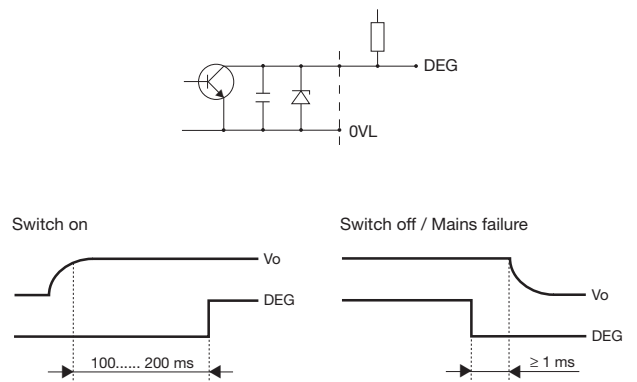 DEG
0VL
Switch on
Switch off / Mains failure
Vo
DEG
100...... 200 ms
Vo
DEG
≥ 1 ms